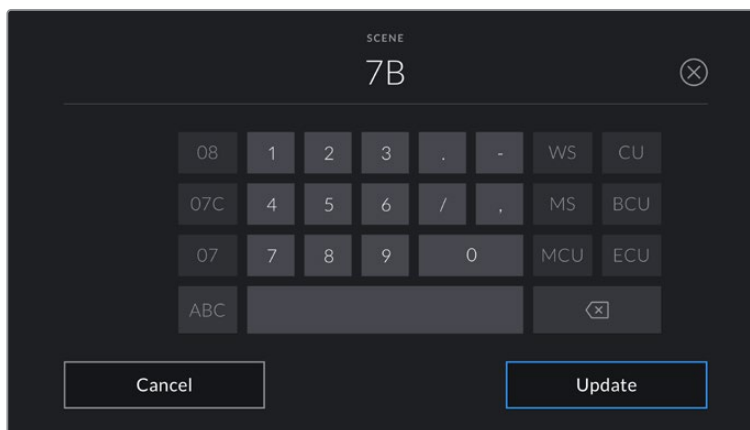 SCENE
7B
08 1 2 3 . - WS CU
07C 4 5 6 / , MS BCU
07 7 8 9 0 MCU ECU
ABC
Cancel Update